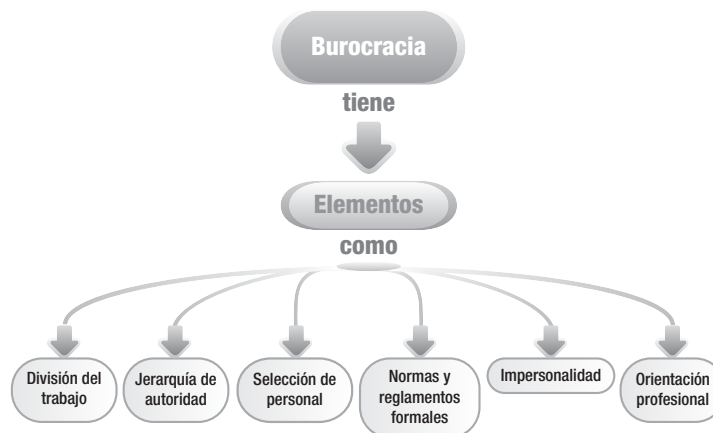 Burocracia
tiene
Elementos
como
División del
trabajo
Jerarquía de
autoridad
Selección de
personal
Normas y
reglamentos
formales
Impersonalidad
Orientación
profesional